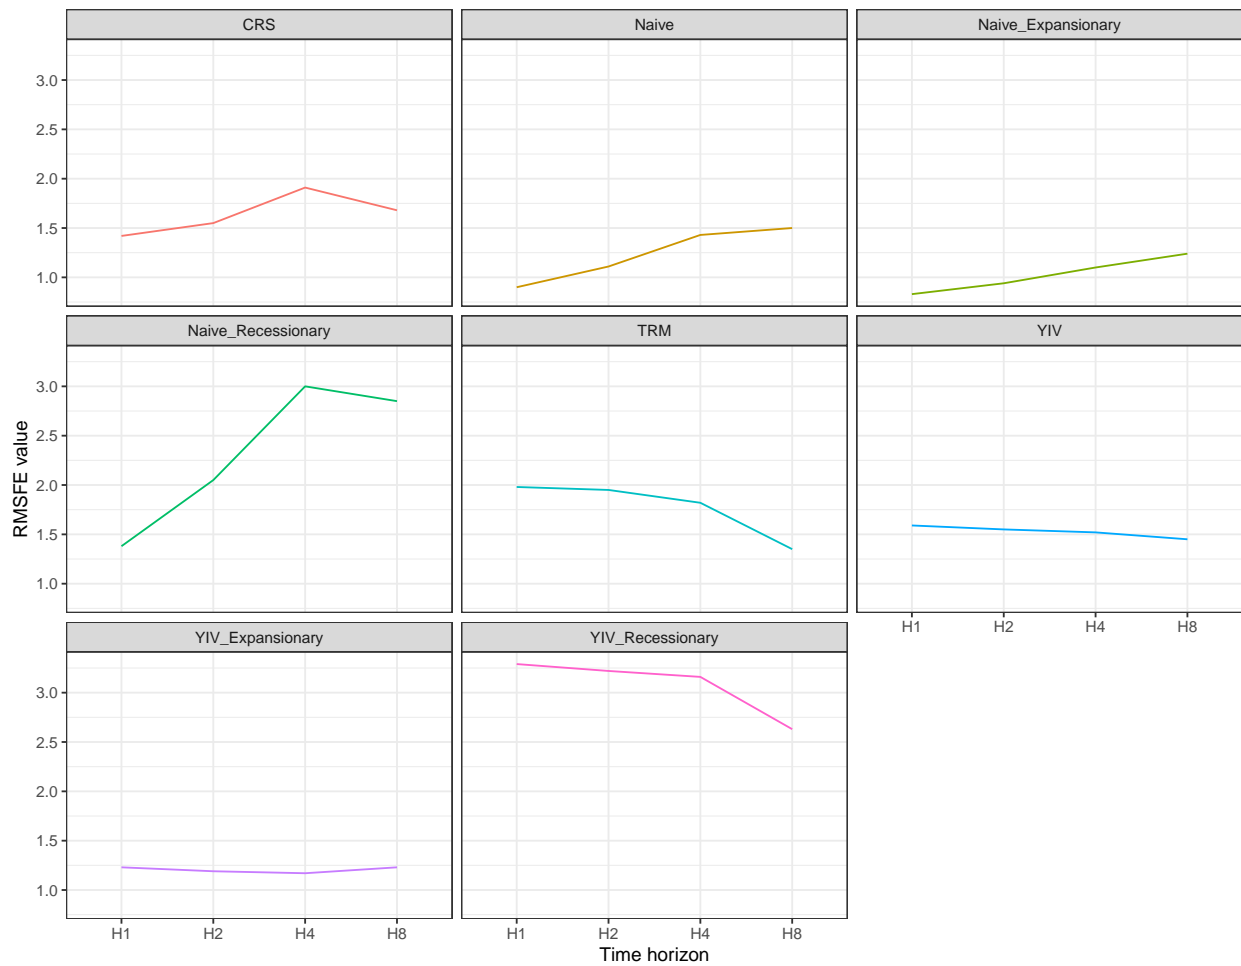 CRS
Naive
Naive_Expansionary
3.0
2.5
2.0
1.5
1.0
Naive_Recessionary
TRM
YIV
3.0
2.5
2.0
1.5
1.0
RMSFE value
H1 H2 H4 H8
YIV_Expansionary
YIV_Recessionary
3.0
2.5
2.0
1.5
1.0
H1 H2 H4 H8
H1 H2 H4 H8
Time horizon